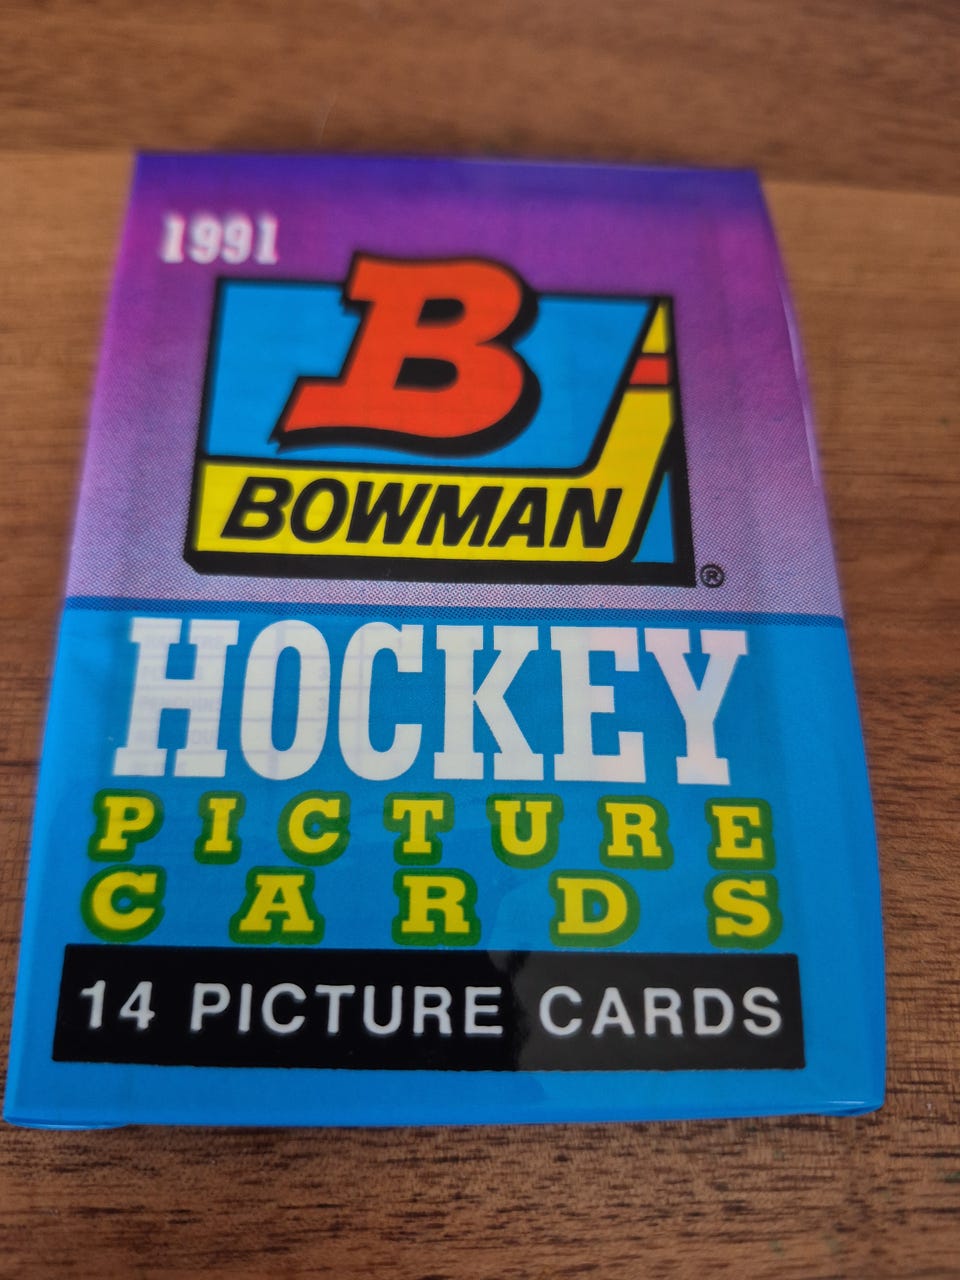 1991
B
BOWMAN
®
HOCKEY
PICTURE
CARDS
14 PICTURE CARDS